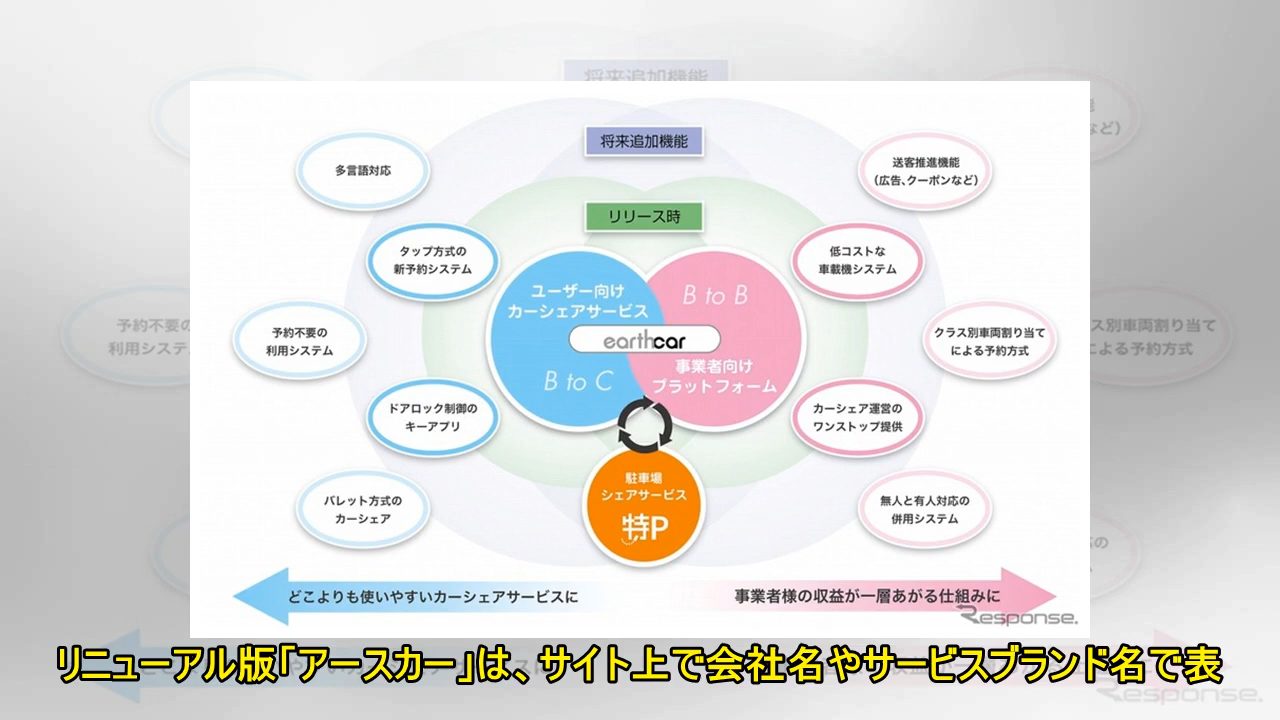 将来追加機能
多言語対応
送客推進機能
(広告、クーポンなど)
リリース時
タップ方式の
新予約システム
低コストな
車載機システム
ユーザー向け
カーシェアサービス
B to B
予約不要の
利用システム
earthcar
クラス別車両割り当て
による予約方式
B to C
事業者向け
プラットフォーム
ドアロック制御の
キーアプリ
カーシェア運営の
ワンストップ提供
駐車場
シェアサービス
特P
バレット方式の
カーシェア
無人と有人対応の
併用システム
どこよりも使いやすいカーシェアサービスに
事業者様の収益が一層あがる仕組みに
Response.
リニューアル版「アースカー」は、サイト上で会社名やサービスブランド名で表